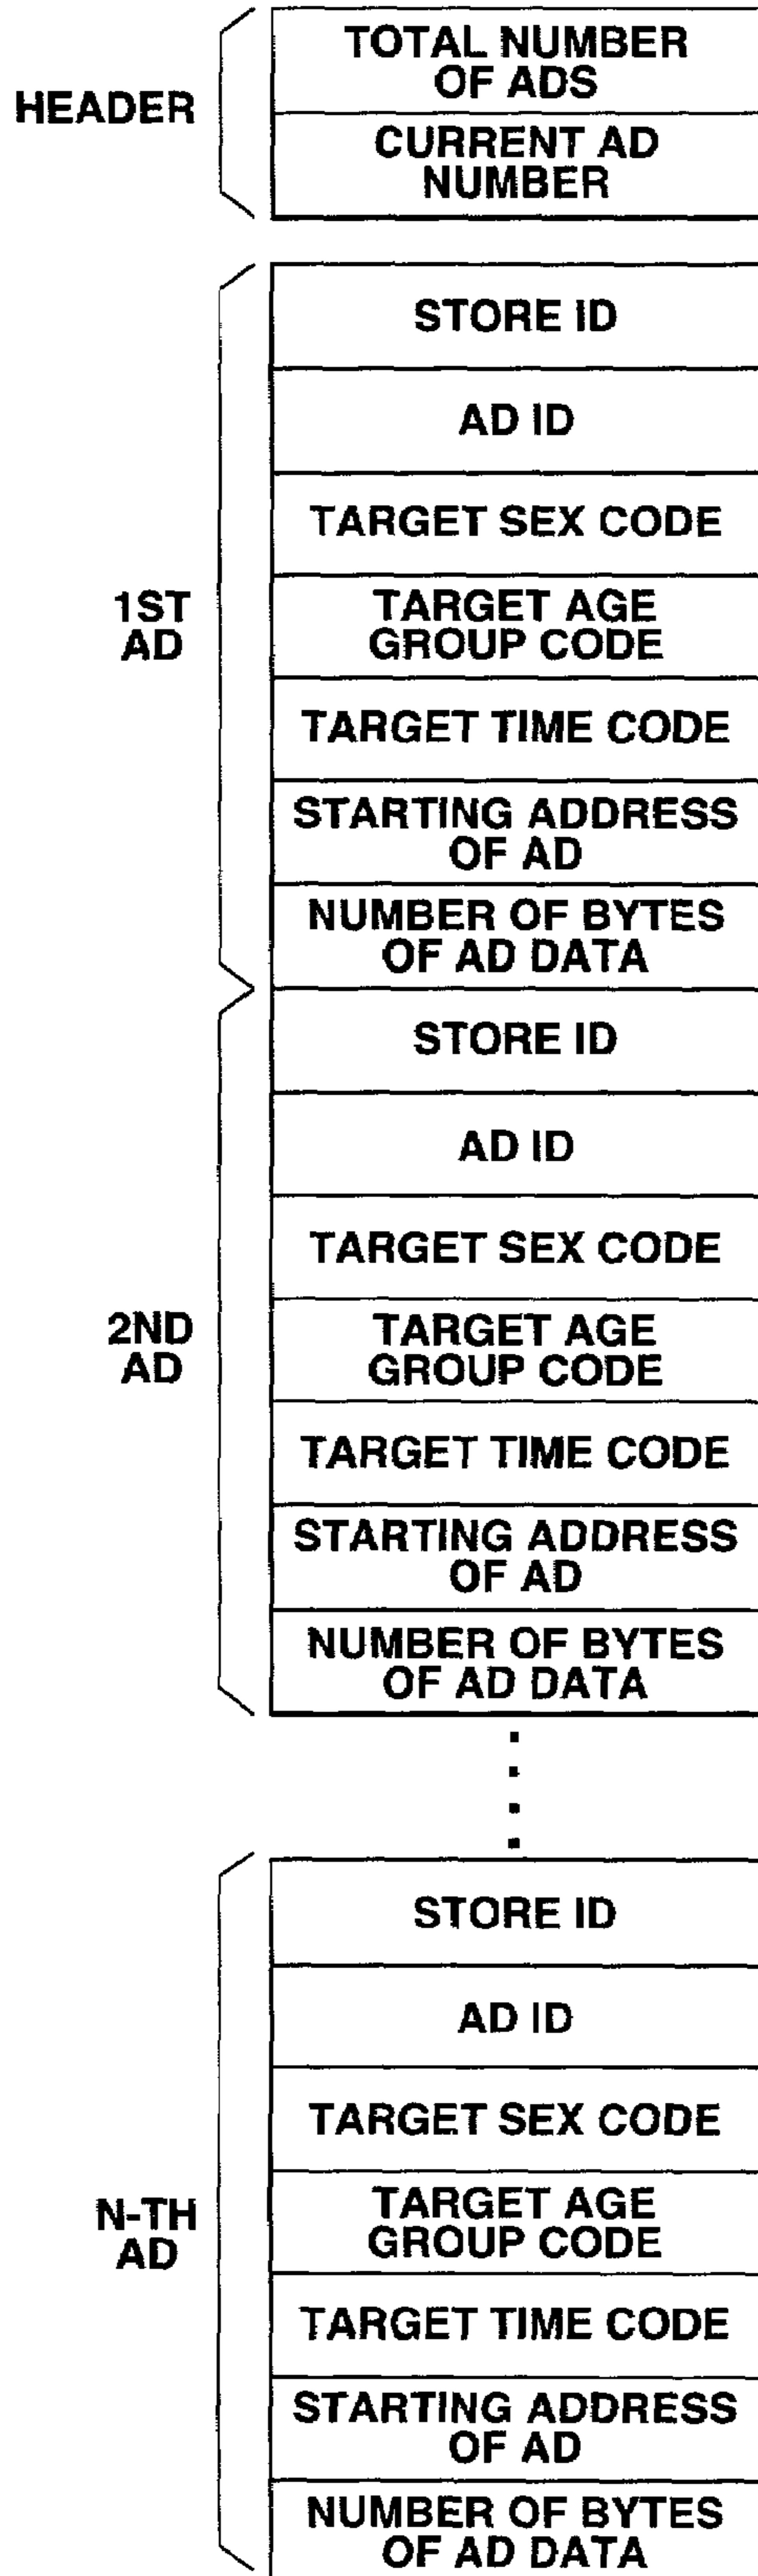 HEADER
TOTAL NUMBER
OF ADS
CURRENT AD
NUMBER
1ST
AD
STORE ID
AD ID
TARGET SEX CODE
TARGET AGE
GROUP CODE
TARGET TIME CODE
STARTING ADDRESS
OF AD
NUMBER OF BYTES
OF AD DATA
2ND
AD
STORE ID
AD ID
TARGET SEX CODE
TARGET AGE
GROUP CODE
TARGET TIME CODE
STARTING ADDRESS
OF AD
NUMBER OF BYTES
OF AD DATA
N-TH
AD
STORE ID
AD ID
TARGET SEX CODE
TARGET AGE
GROUP CODE
TARGET TIME CODE
STARTING ADDRESS
OF AD
NUMBER OF BYTES
OF AD DATA